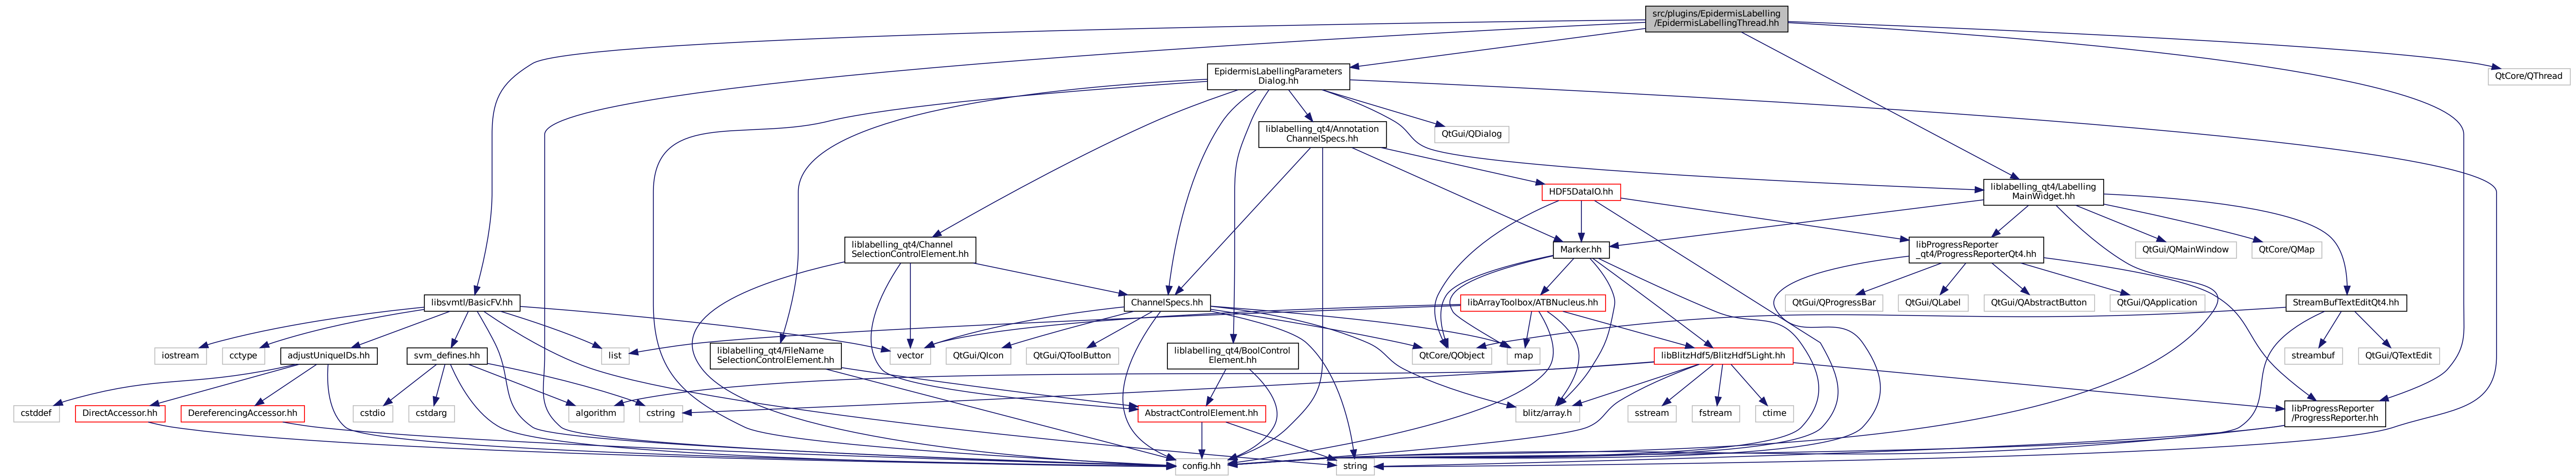 src/plugins/EpidermisLabelling
/EpidermisLabellingThread.hh
EpidermisLabellingParameters
Dialog.hh
QtCore/QThread
liblabelling_qt4/Annotation
ChannelSpecs.hh
QtGui/QDialog
HDF5DataIO.hh
liblabelling_qt4/Labelling
MainWidget.hh
liblabelling_qt4/Channel
SelectionControlElement.hh
Marker.hh
libProgressReporter
_qt4/ProgressReporterQt4.hh
QtGui/QMainWindow
QtCore/QMap
libsvmtl/BasicFV.hh
ChannelSpecs.hh
libArrayToolbox/ATBNucleus.hh
QtGui/QProgressBar
QtGui/QLabel
QtGui/QAbstractButton
QtGui/QApplication
StreamBufTextEditQt4.hh
iostream
cctype
adjustUniqueIDs.hh
svm_defines.hh
list
liblabelling_qt4/FileName
SelectionControlElement.hh
vector
QtGui/QIcon
QtGui/QToolButton
liblabelling_qt4/BoolControl
Element.hh
QtCore/QObject
map
libBlitzHdf5/BlitzHdf5Light.hh
streambuf
QtGui/QTextEdit
cstddef
DirectAccessor.hh
DereferencingAccessor.hh
cstdio
cstdarg
algorithm
cstring
AbstractControlElement.hh
blitz/array.h
sstream
fstream
ctime
libProgressReporter
/ProgressReporter.hh
config.hh
string